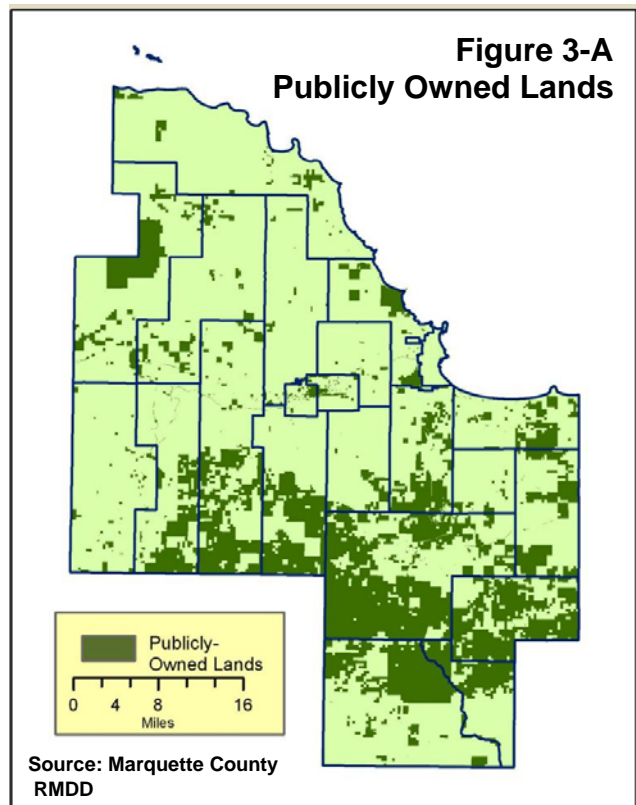 Figure 3-A
Publicly Owned Lands
Publicly-
Owned Lands
0 4 8 16
Miles
Source: Marquette County
RMDD